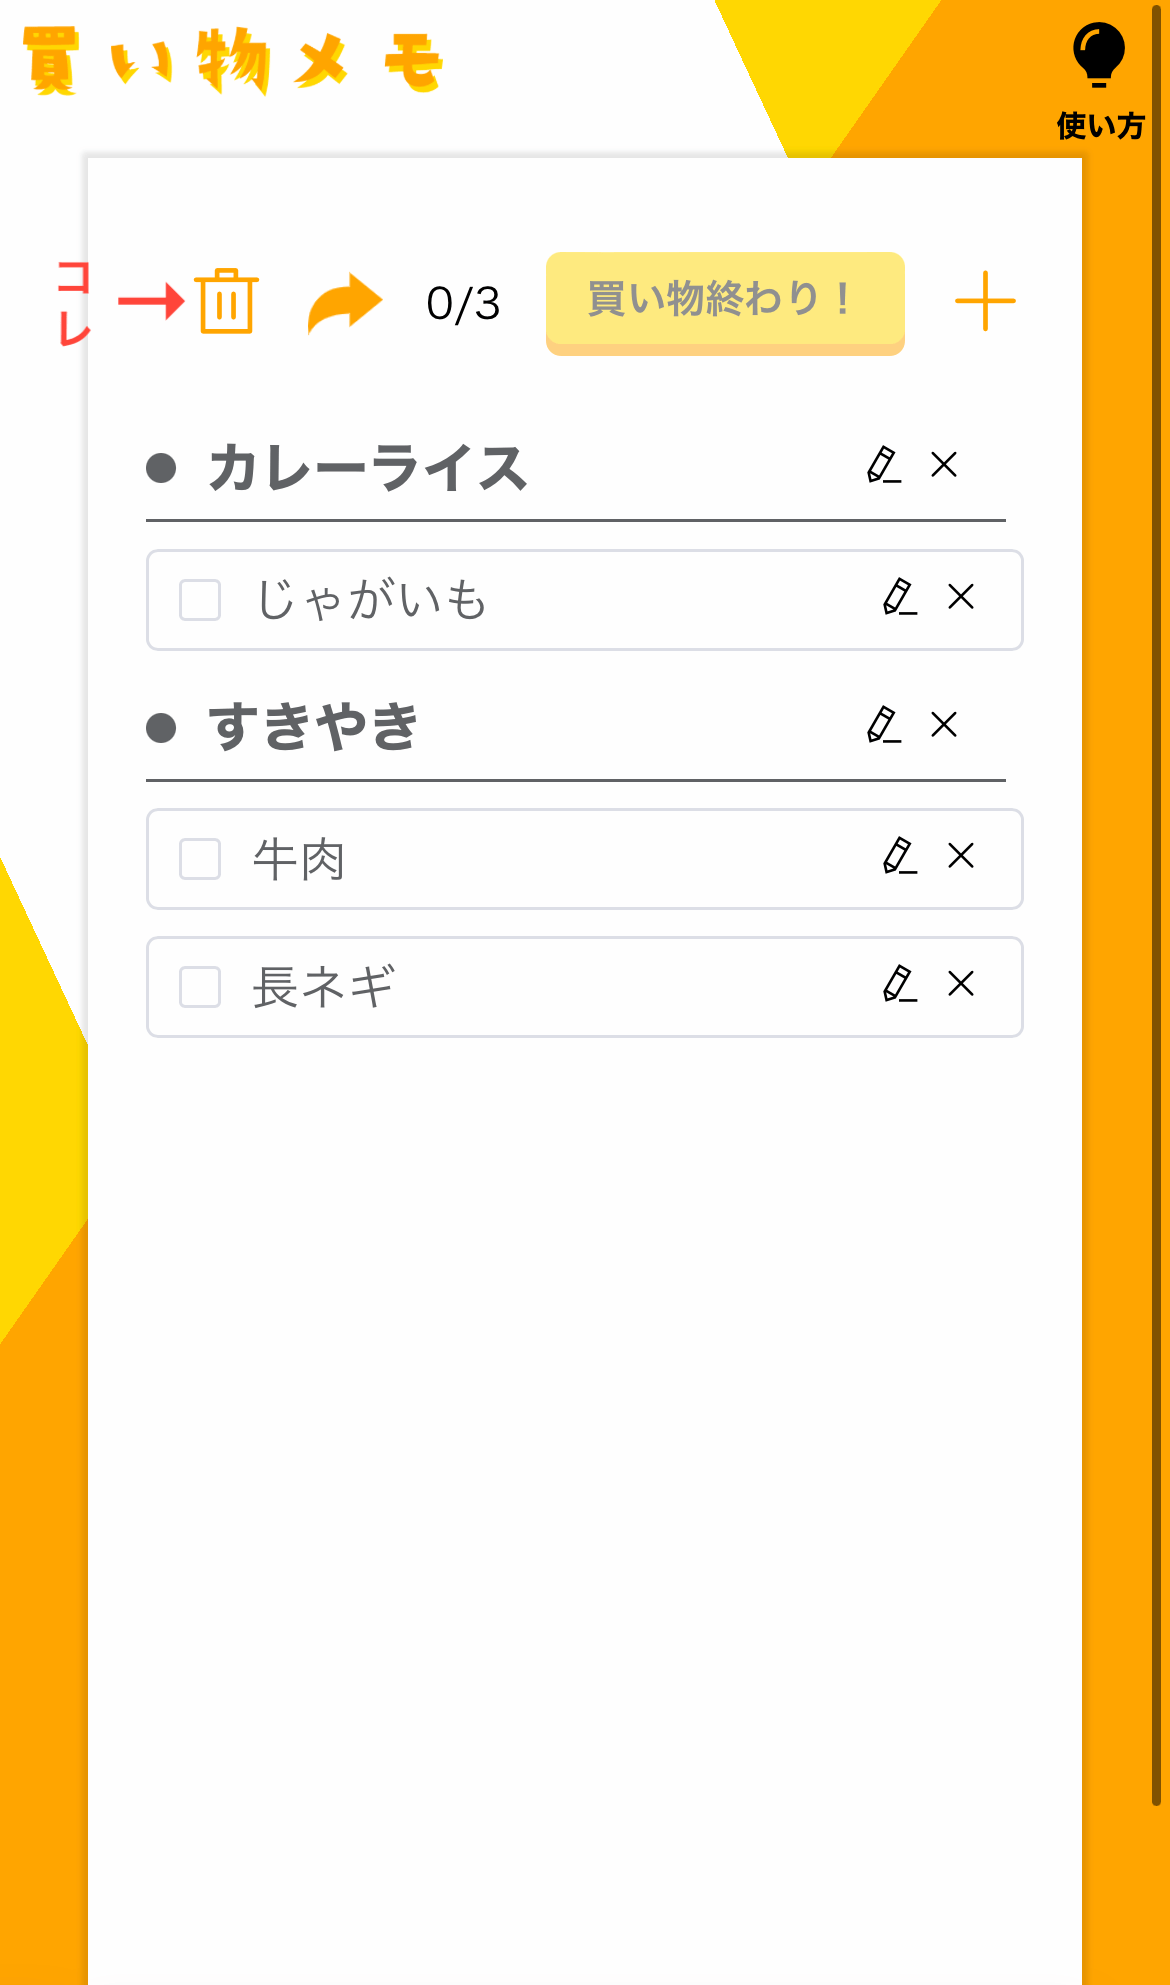 買い物メモ
使い方
コレ
0/3
買い物終わり！
カレーライス
じゃがいも
すきやき
牛肉
長ネギ